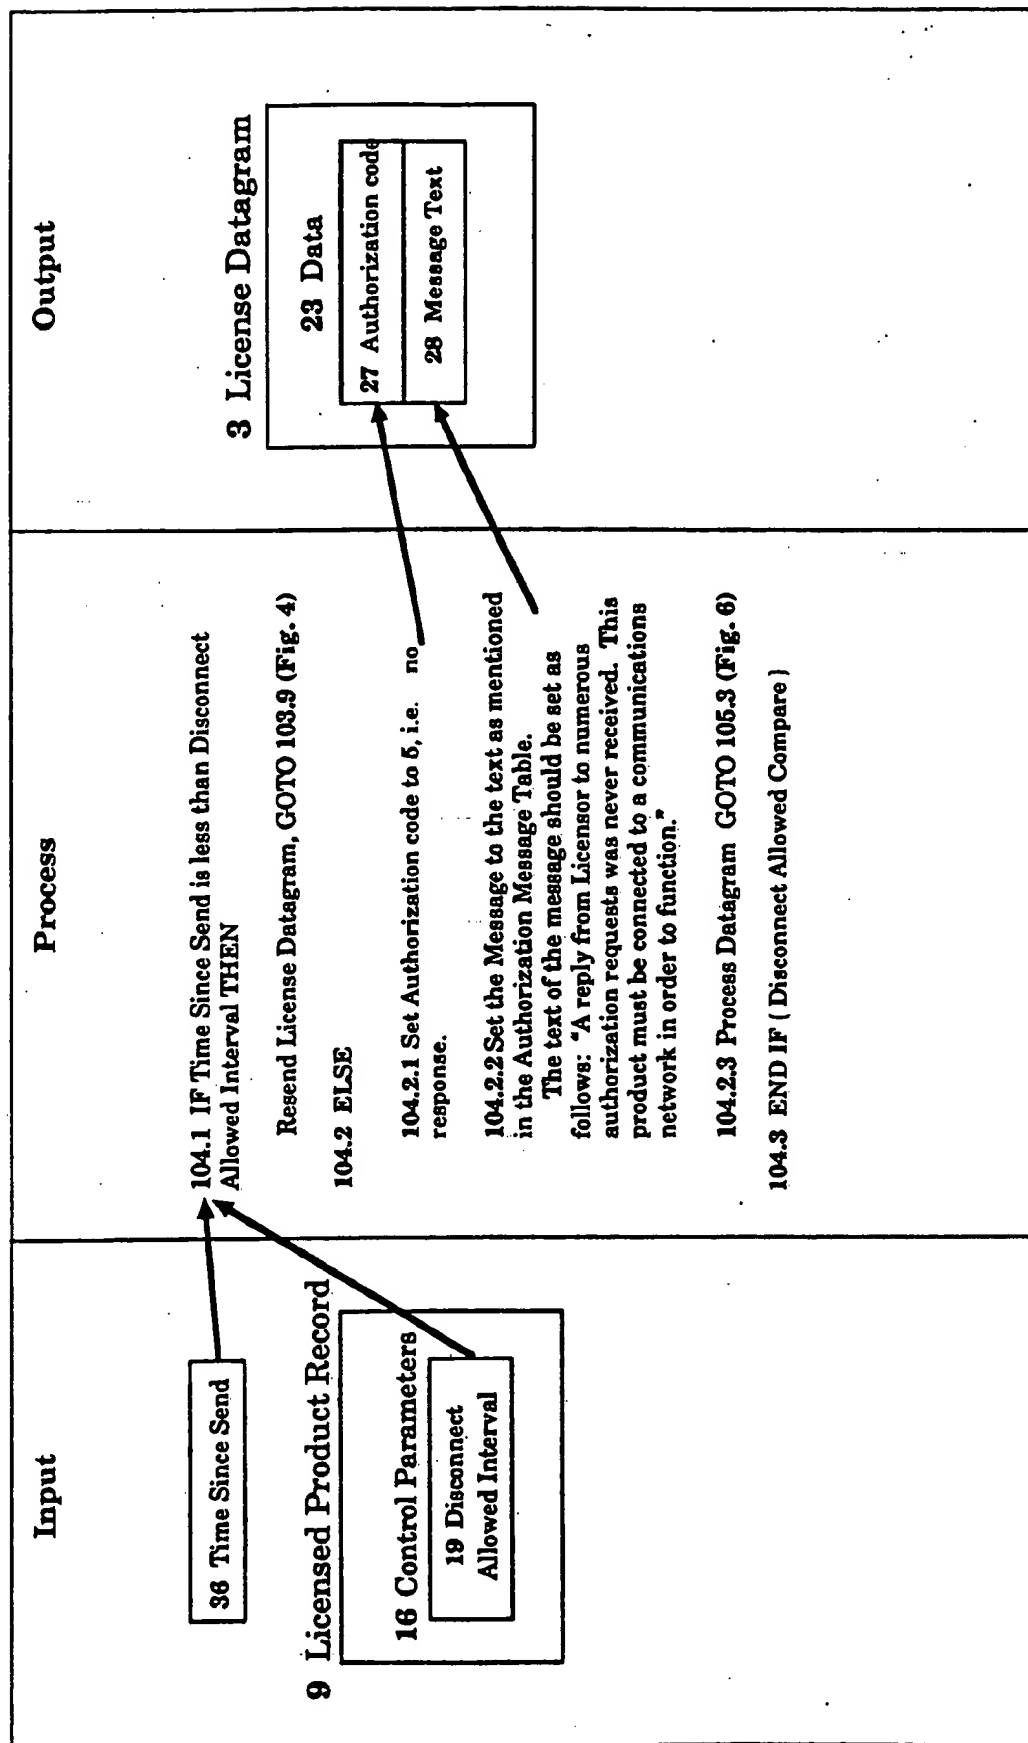 Input
36 Time Since Send
9 Licensed Product Record
16 Control Parameters
19 Disconnect
Allowed Interval
Process
104.1 IF Time Since Send is less than Disconnect
Allowed Interval THEN
Resend License Datagram, GOTO 103.9 (Fig. 4)
104.2 ELSE
104.2.1 Set Authorization code to 5, i.e. no
response.
104.2.2 Set the Message to the text as mentioned
in the Authorization Message Table.
The text of the message should be set as
follows: “A reply from Licensor to numerous
authorization requests was never received. This
product must be connected to a communications
network in order to function.”
104.2.3 Process Datagram GOTO 105.3 (Fig. 6)
104.3 END IF ( Disconnect Allowed Compare )
Output
3 License Datagram
23 Data
27 Authorization code
28 Message Text